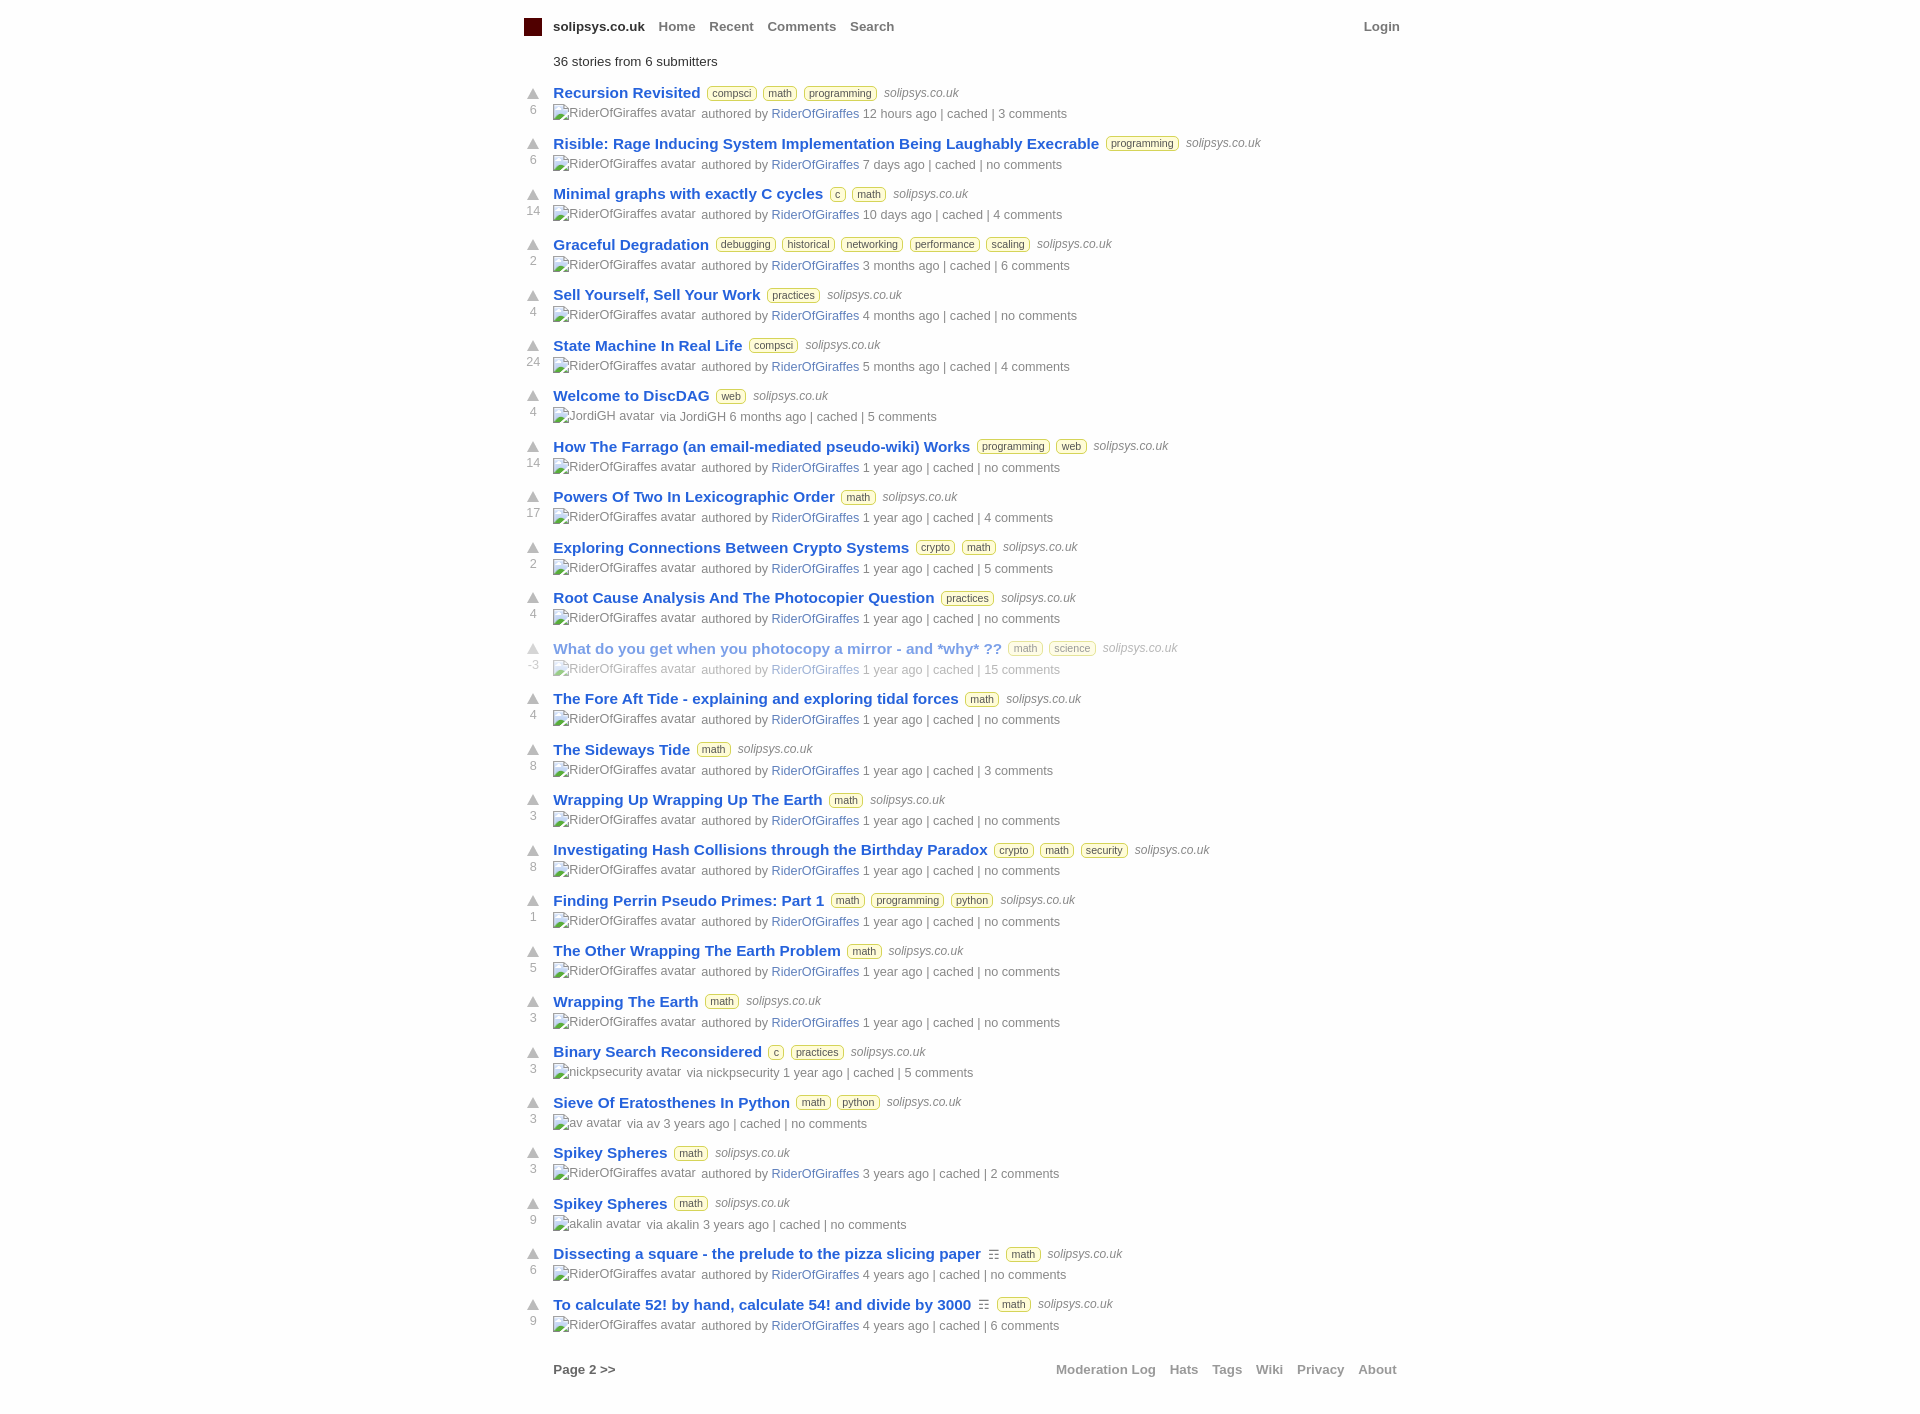 solipsys.co.uk Home Recent Comments Search Login
36 stories from 6 submitters
Recursion Revisited compsci math programming solipsys.co.uk
6 RiderOfGiraffes avatar authored by RiderOfGiraffes 12 hours ago | cached | 3 comments
Risible: Rage Inducing System Implementation Being Laughably Execrable programming solipsys.co.uk
6 RiderOfGiraffes avatar authored by RiderOfGiraffes 7 days ago | cached | no comments
Minimal graphs with exactly C cycles c math solipsys.co.uk
14 RiderOfGiraffes avatar authored by RiderOfGiraffes 10 days ago | cached | 4 comments
Graceful Degradation debugging historical networking performance scaling solipsys.co.uk
2 RiderOfGiraffes avatar authored by RiderOfGiraffes 3 months ago | cached | 6 comments
Sell Yourself, Sell Your Work practices solipsys.co.uk
4 RiderOfGiraffes avatar authored by RiderOfGiraffes 4 months ago | cached | no comments
State Machine In Real Life compsci solipsys.co.uk
24 RiderOfGiraffes avatar authored by RiderOfGiraffes 5 months ago | cached | 4 comments
Welcome to DiscDAG web solipsys.co.uk
4 JordiGH avatar via JordiGH 6 months ago | cached | 5 comments
How The Farrago (an email-mediated pseudo-wiki) Works programming web solipsys.co.uk
14 RiderOfGiraffes avatar authored by RiderOfGiraffes 1 year ago | cached | no comments
Powers Of Two In Lexicographic Order math solipsys.co.uk
17 RiderOfGiraffes avatar authored by RiderOfGiraffes 1 year ago | cached | 4 comments
Exploring Connections Between Crypto Systems crypto math solipsys.co.uk
2 RiderOfGiraffes avatar authored by RiderOfGiraffes 1 year ago | cached | 5 comments
Root Cause Analysis And The Photocopier Question practices solipsys.co.uk
4 RiderOfGiraffes avatar authored by RiderOfGiraffes 1 year ago | cached | no comments
What do you get when you photocopy a mirror - and *why* ?? math science solipsys.co.uk
-3 RiderOfGiraffes avatar authored by RiderOfGiraffes 1 year ago | cached | 15 comments
The Fore Aft Tide - explaining and exploring tidal forces math solipsys.co.uk
4 RiderOfGiraffes avatar authored by RiderOfGiraffes 1 year ago | cached | no comments
The Sideways Tide math solipsys.co.uk
8 RiderOfGiraffes avatar authored by RiderOfGiraffes 1 year ago | cached | 3 comments
Wrapping Up Wrapping Up The Earth math solipsys.co.uk
3 RiderOfGiraffes avatar authored by RiderOfGiraffes 1 year ago | cached | no comments
Investigating Hash Collisions through the Birthday Paradox crypto math security solipsys.co.uk
8 RiderOfGiraffes avatar authored by RiderOfGiraffes 1 year ago | cached | no comments
Finding Perrin Pseudo Primes: Part 1 math programming python solipsys.co.uk
1 RiderOfGiraffes avatar authored by RiderOfGiraffes 1 year ago | cached | no comments
The Other Wrapping The Earth Problem math solipsys.co.uk
5 RiderOfGiraffes avatar authored by RiderOfGiraffes 1 year ago | cached | no comments
Wrapping The Earth math solipsys.co.uk
3 RiderOfGiraffes avatar authored by RiderOfGiraffes 1 year ago | cached | no comments
Binary Search Reconsidered c practices solipsys.co.uk
3 nickpsecurity avatar via nickpsecurity 1 year ago | cached | 5 comments
Sieve Of Eratosthenes In Python math python solipsys.co.uk
3 av avatar via av 3 years ago | cached | no comments
Spikey Spheres math solipsys.co.uk
3 RiderOfGiraffes avatar authored by RiderOfGiraffes 3 years ago | cached | 2 comments
Spikey Spheres math solipsys.co.uk
9 akalin avatar via akalin 3 years ago | cached | no comments
Dissecting a square - the prelude to the pizza slicing paper ☶ math solipsys.co.uk
6 RiderOfGiraffes avatar authored by RiderOfGiraffes 4 years ago | cached | no comments
To calculate 52! by hand, calculate 54! and divide by 3000 ☶ math solipsys.co.uk
9 RiderOfGiraffes avatar authored by RiderOfGiraffes 4 years ago | cached | 6 comments
Page 2 >> Moderation Log Hats Tags Wiki Privacy About